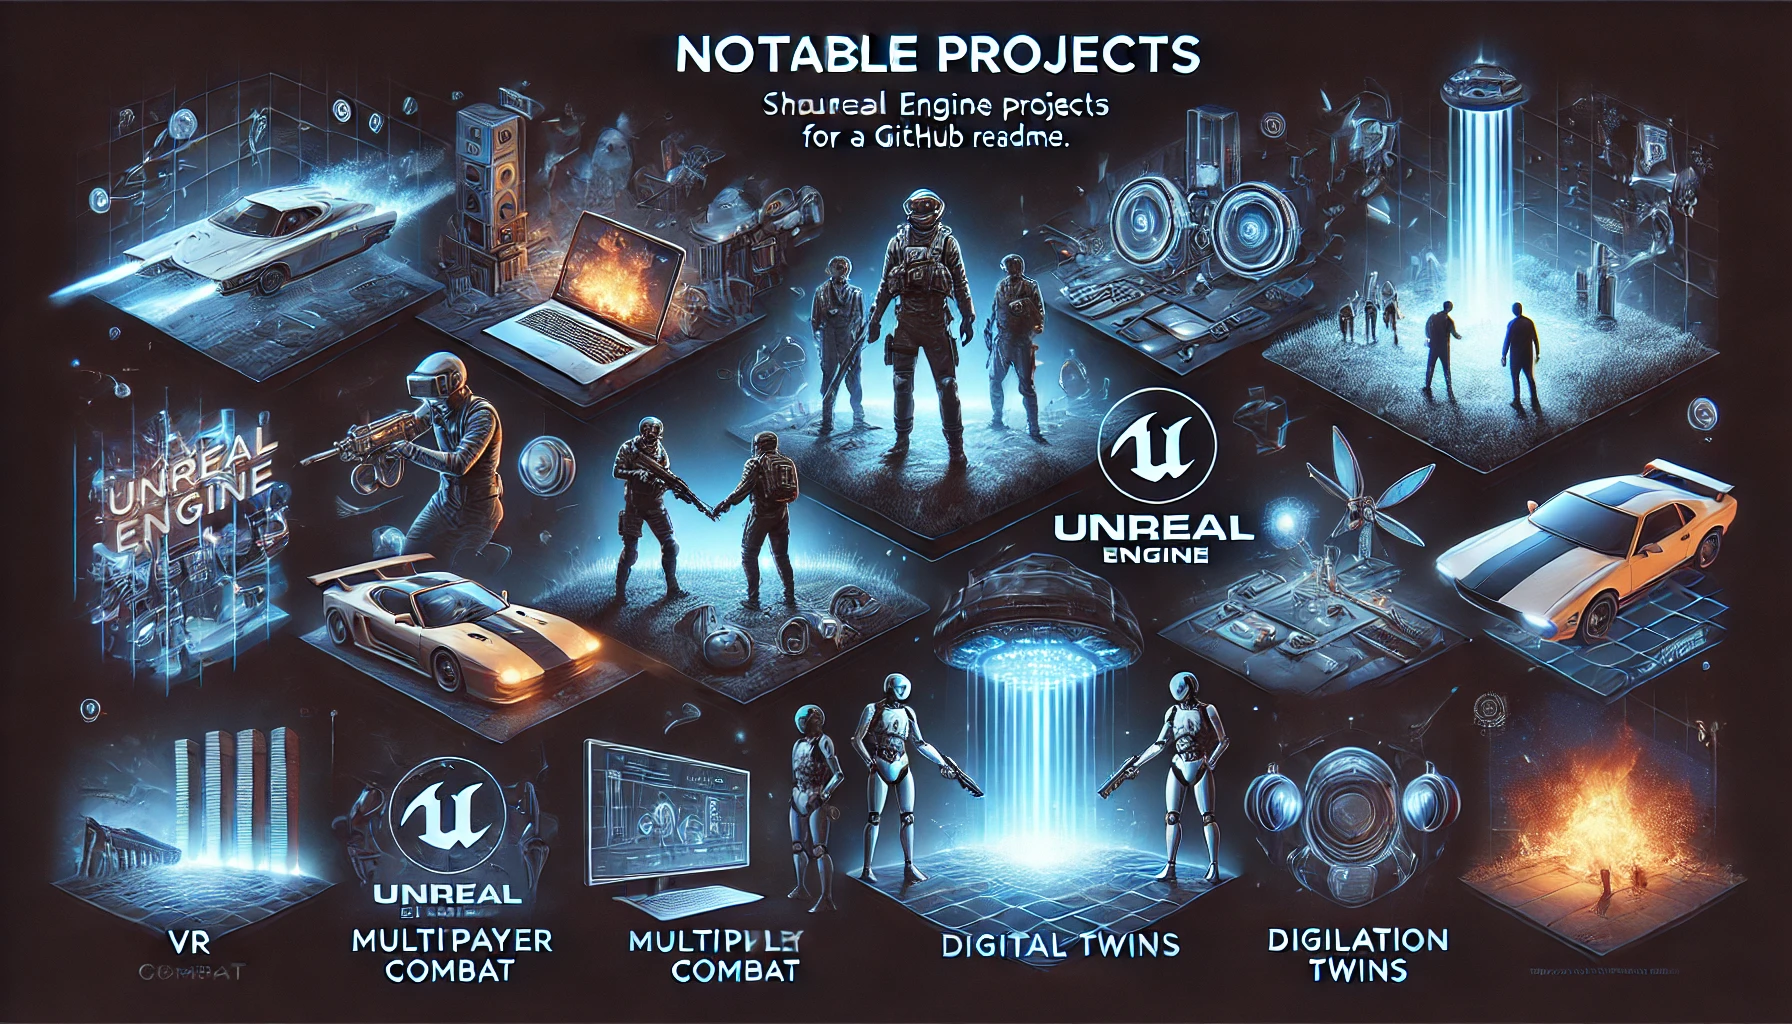 NOTABLE PROJECTS
Shoureal Engine projects
for a GitHub readme.
UNREAL
ENGINE
UNREAL
ENGINE
UNREAL
VR
COMBAT
MULTIPAYER
COMBAT
COMBAT
DIGITAL TWINS
DIGILATION
TWINS